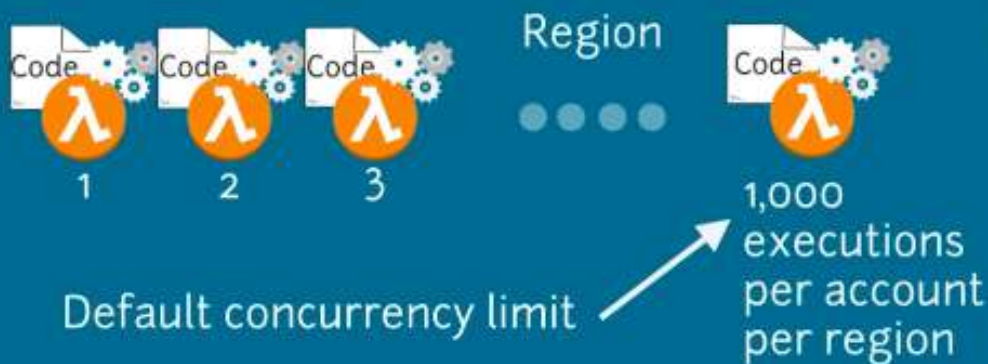 Region
Code
Code
Code
Code
λ
λ
λ
λ
1
2
3
1,000
executions
per account
per region
Default concurrency limit